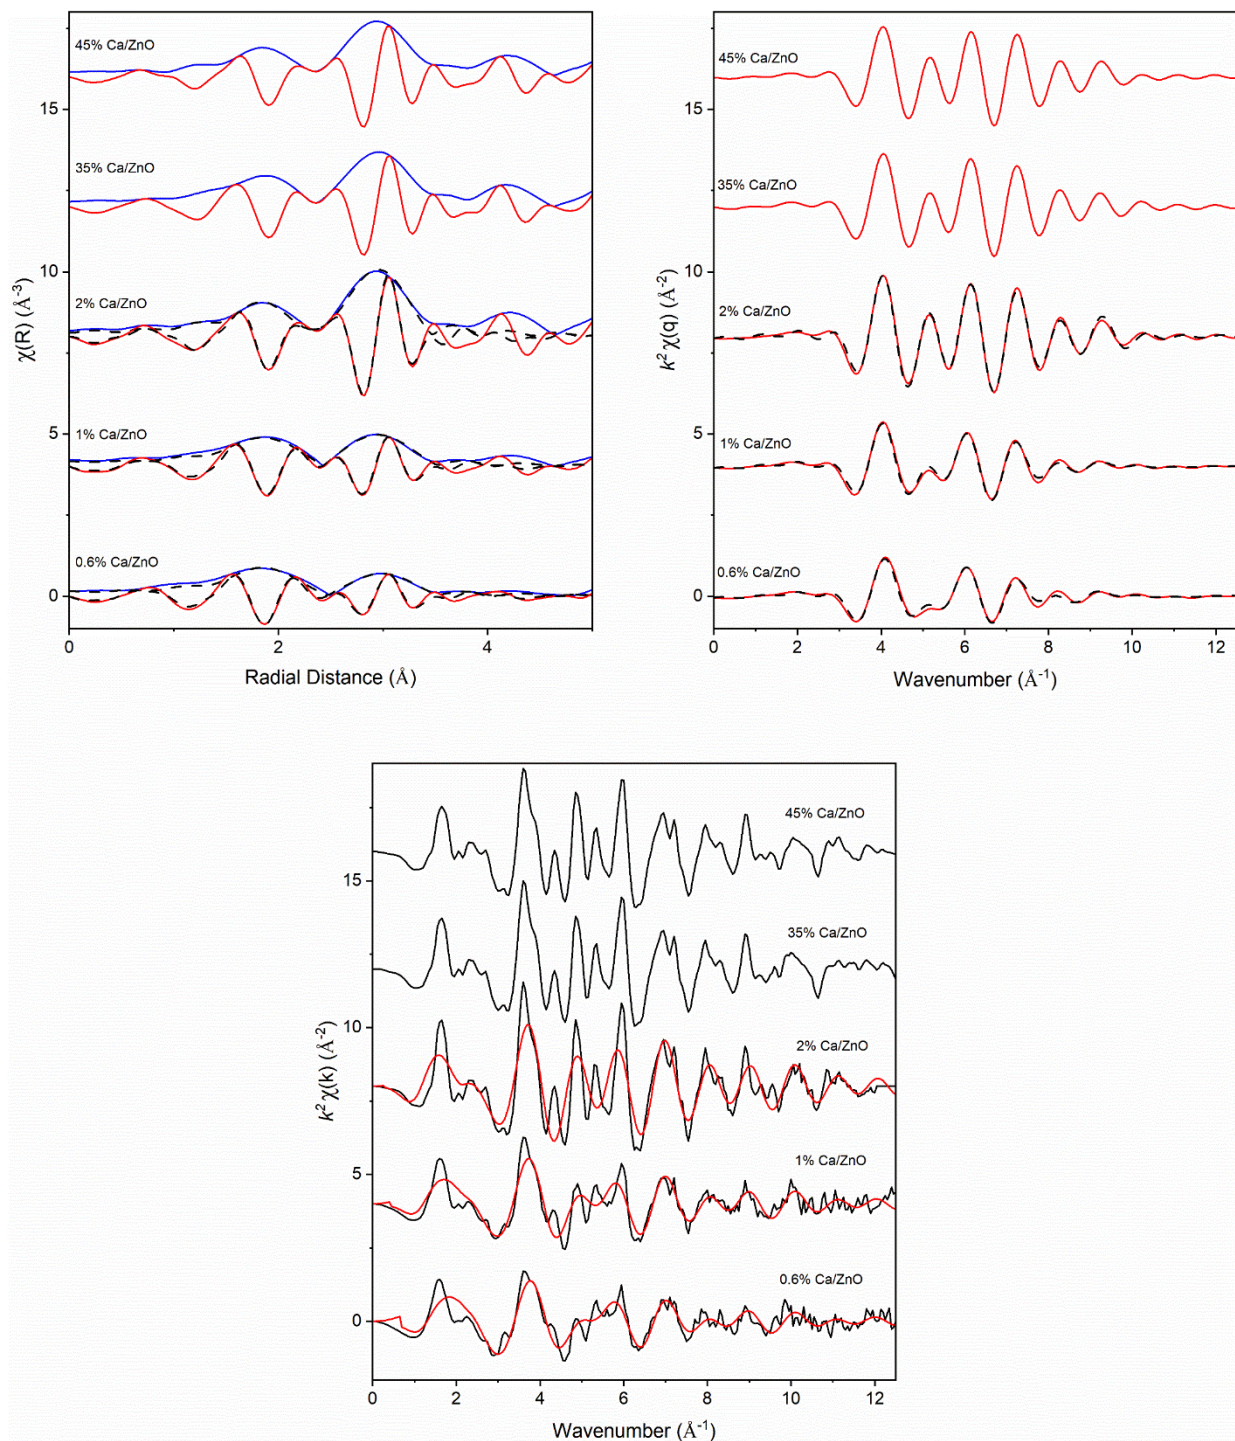 45% Ca/ZnO
35% Ca/ZnO
2% Ca/ZnO
1% Ca/ZnO
0.6% Ca/ZnO
15
10
5
0
χ(R) (Å⁻³)
0 2 4
Radial Distance (Å)
45% Ca/ZnO
35% Ca/ZnO
2% Ca/ZnO
1% Ca/ZnO
0.6% Ca/ZnO
15
10
5
0
k² χ(q) (Å⁻²)
0 2 4 6 8 10 12
Wavenumber (Å⁻¹)
45% Ca/ZnO
35% Ca/ZnO
2% Ca/ZnO
1% Ca/ZnO
0.6% Ca/ZnO
15
10
5
0
k² χ(k) (Å⁻²)
0 2 4 6 8 10 12
Wavenumber (Å⁻¹)